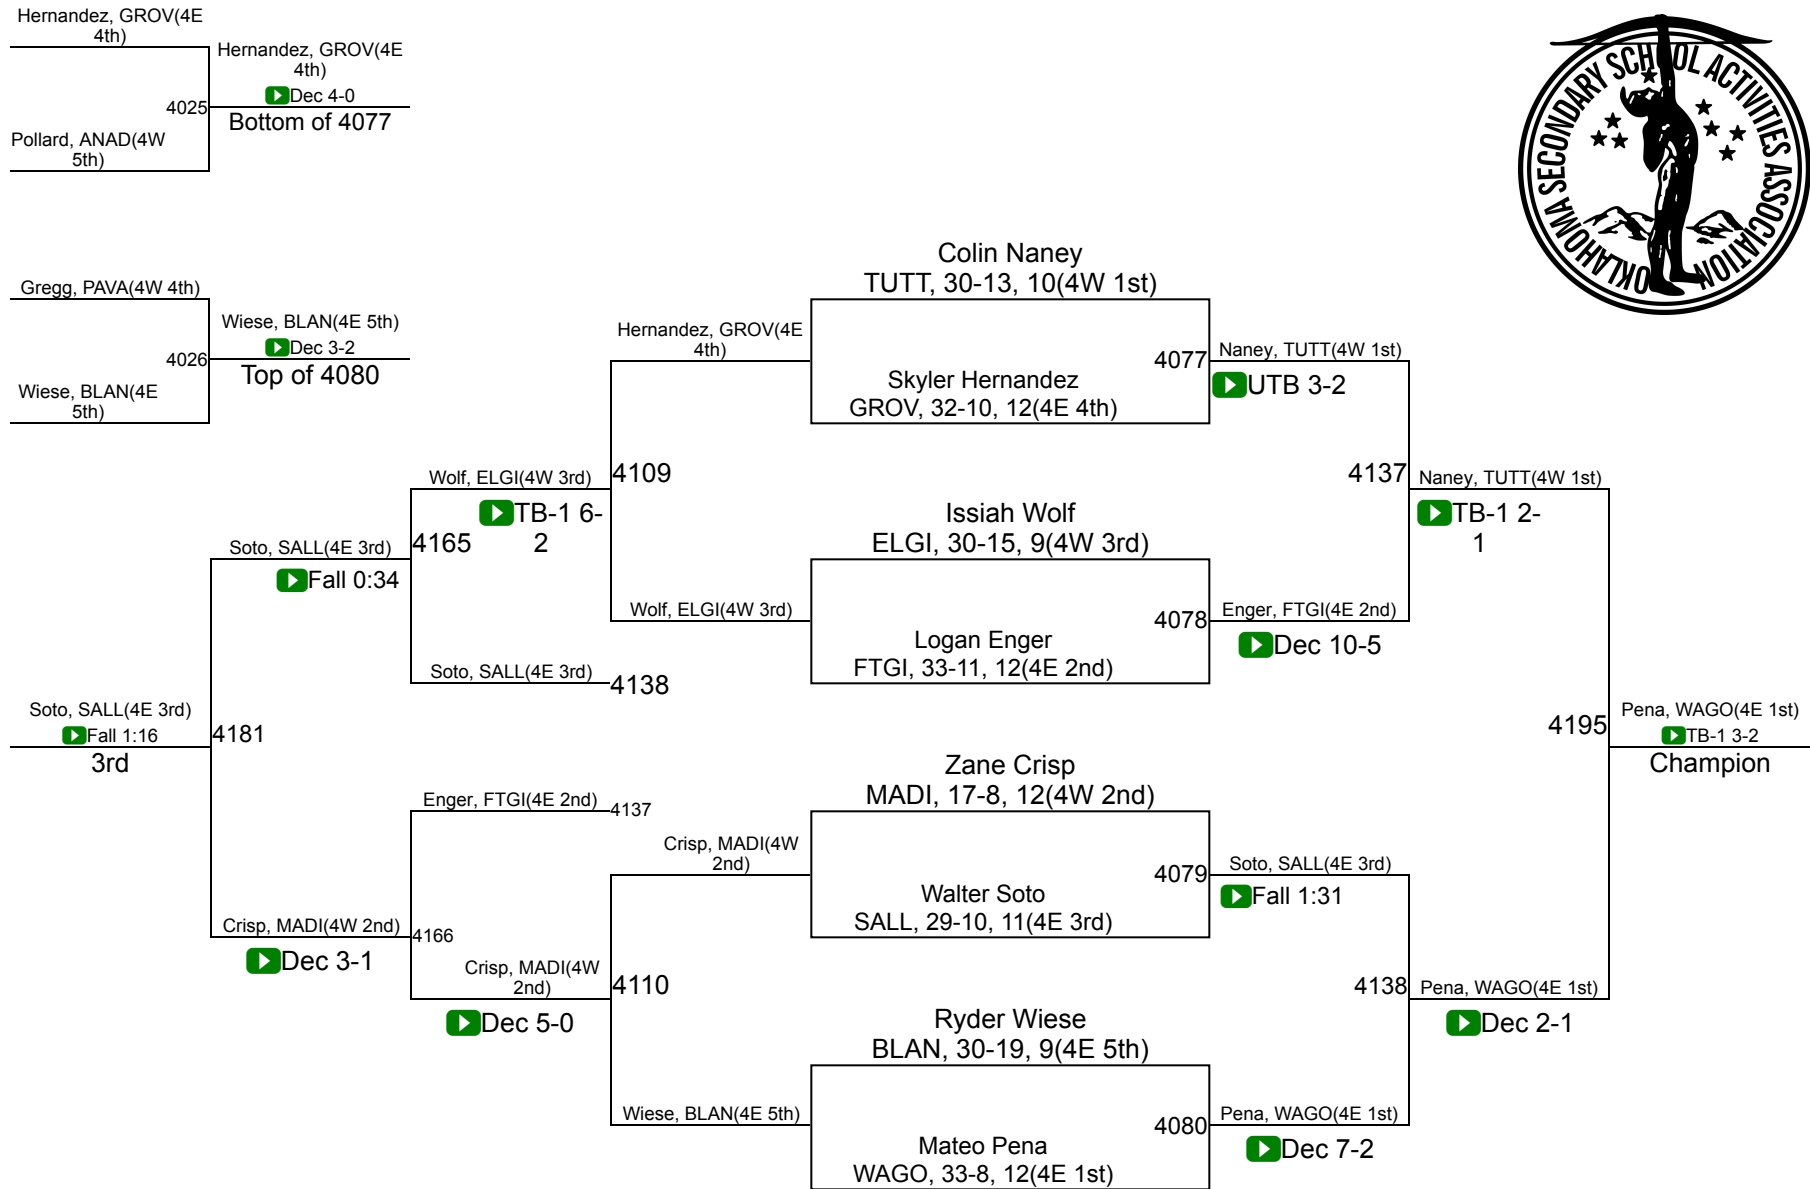 Hernandez, GROV(4E
4th)
Hernandez, GROV(4E
4th)
Dec 4-0
4025
Bottom of 4077
Pollard, ANAD(4W
5th)
OKLAHOMA SECONDARY SCHOOL ACTIVITIES ASSOCIATION
Gregg, PAVA(4W 4th)
Wiese, BLAN(4E 5th)
Dec 3-2
4026
Top of 4080
Wiese, BLAN(4E
5th)
Colin Naney
TUTT, 30-13, 10(4W 1st)
Hernandez, GROV(4E
4th)
4077
Naney, TUTT(4W 1st)
UTB 3-2
Skyler Hernandez
GROV, 32-10, 12(4E 4th)
Wolf, ELGI(4W 3rd)
4109
TB-1 6-
2
4137
Naney, TUTT(4W 1st)
TB-1 2-
1
Issiah Wolf
ELGI, 30-15, 9(4W 3rd)
Soto, SALL(4E 3rd)
4165
Fall 0:34
Wolf, ELGI(4W 3rd)
4078
Enger, FTGI(4E 2nd)
Dec 10-5
Logan Enger
FTGI, 33-11, 12(4E 2nd)
Soto, SALL(4E 3rd)
4138
Soto, SALL(4E 3rd)
Fall 1:16
4181
3rd
4195
Pena, WAGO(4E 1st)
TB-1 3-2
Champion
Zane Crisp
MADI, 17-8, 12(4W 2nd)
Enger, FTGI(4E 2nd)
4137
Crisp, MADI(4W
2nd)
4079
Soto, SALL(4E 3rd)
Fall 1:31
Walter Soto
SALL, 29-10, 11(4E 3rd)
Crisp, MADI(4W 2nd)
4166
Dec 3-1
Crisp, MADI(4W
2nd)
4110
Dec 5-0
4138
Pena, WAGO(4E 1st)
Dec 2-1
Ryder Wiese
BLAN, 30-19, 9(4E 5th)
Wiese, BLAN(4E 5th)
4080
Pena, WAGO(4E 1st)
Dec 7-2
Mateo Pena
WAGO, 33-8, 12(4E 1st)